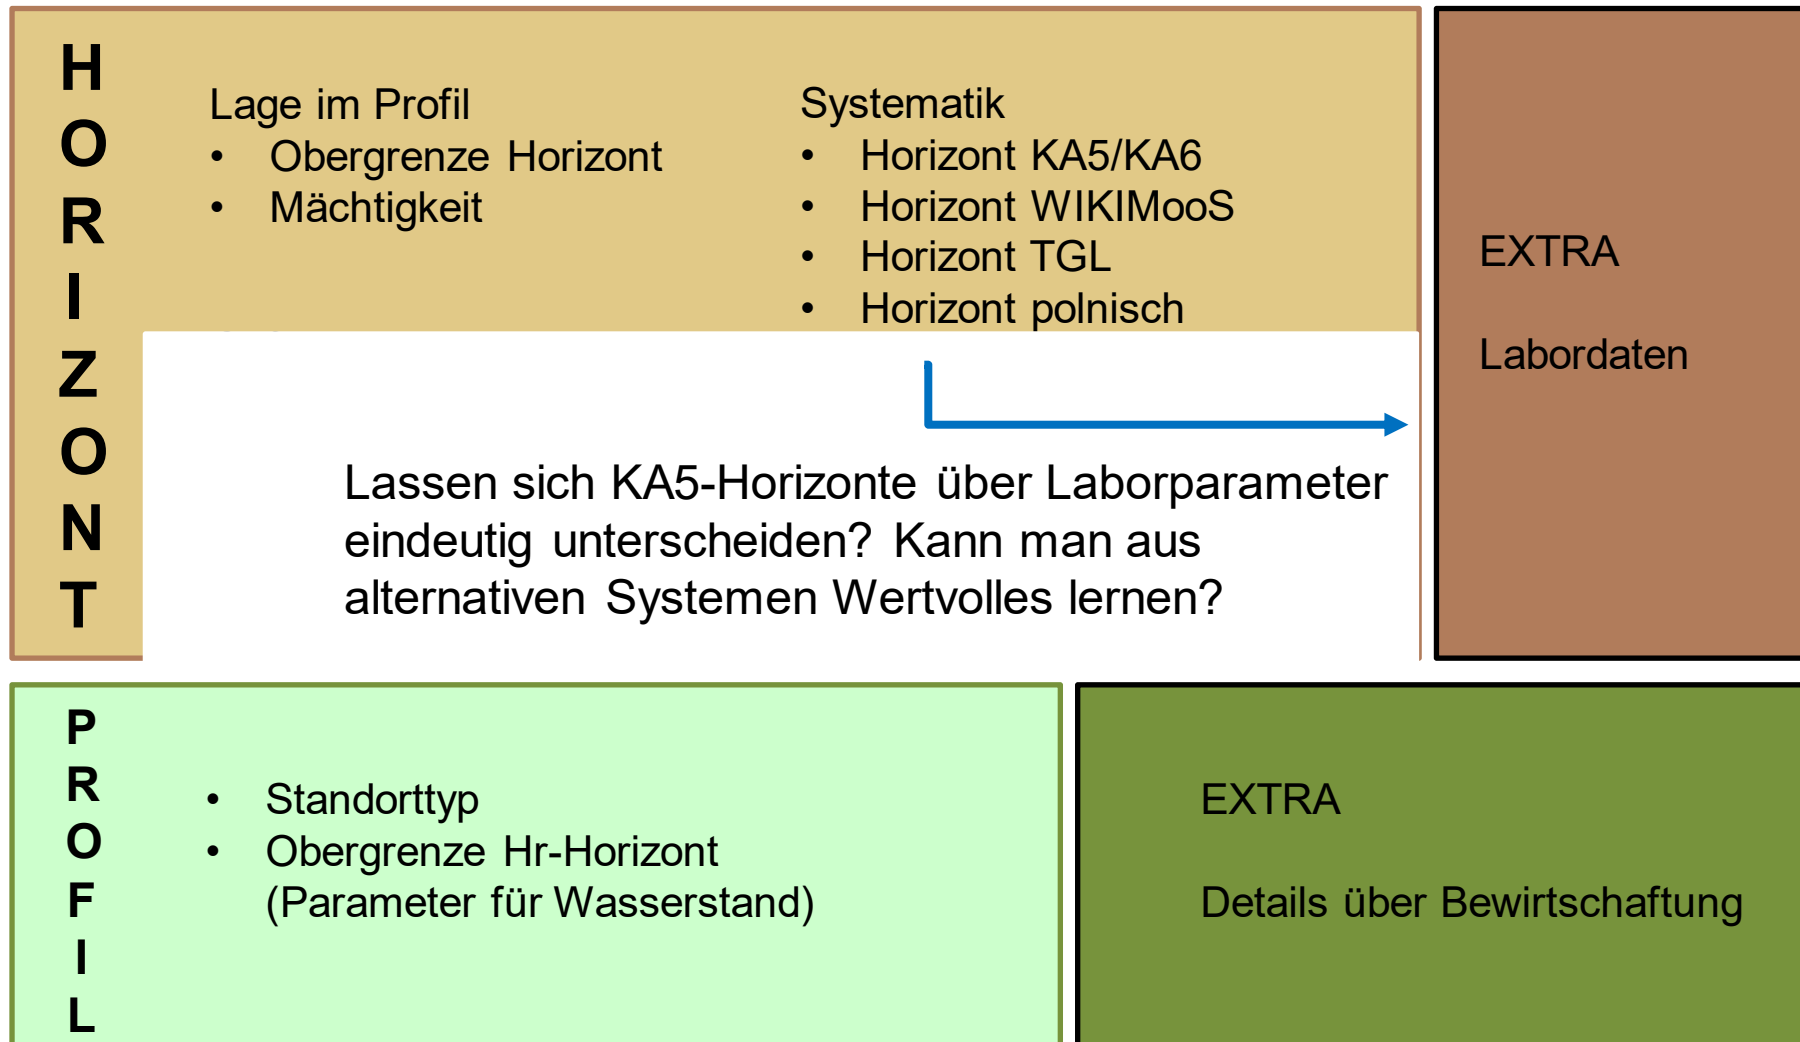 HORIZONT
Lage im Profil
• Obergrenze Horizont
• Mächtigkeit
Systematik
• Horizont KA5/KA6
• Horizont WIKIMooS
• Horizont TGL
• Horizont polnisch
Lassen sich KA5-Horizonte über Laborparameter
eindeutig unterscheiden? Kann man aus
alternativen Systemen Wertvolles lernen?
EXTRA
Labordaten
PROFIL
• Standorttyp
• Obergrenze Hr-Horizont
(Parameter für Wasserstand)
EXTRA
Details über Bewirtschaftung